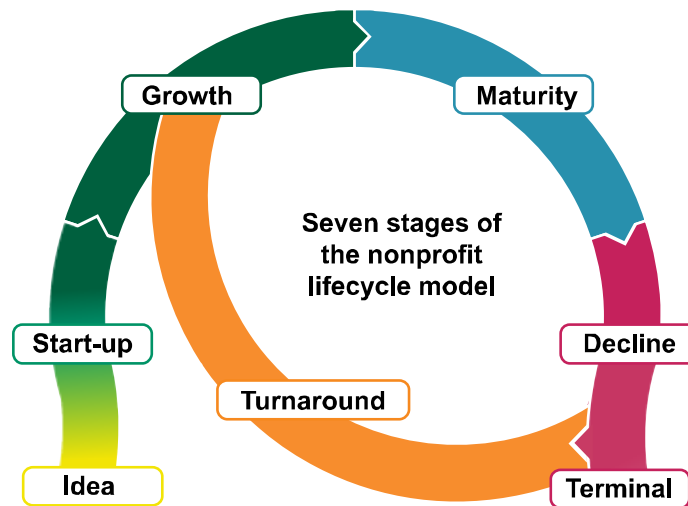 Growth
Maturity
Seven stages of
the nonprofit
lifecycle model
Start-up
Decline
Turnaround
Idea
Terminal